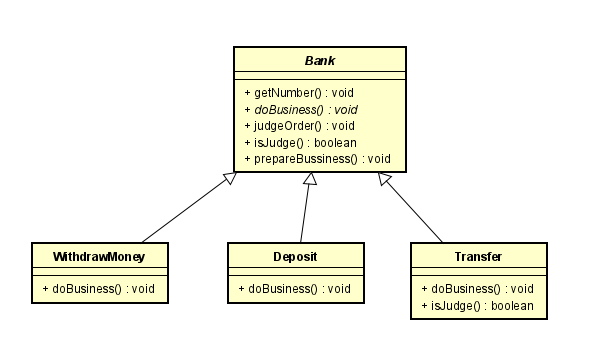 Bank
+ getNumber() : void
+ doBusiness() : void
+ judgeOrder() : void
+ isJudge() : boolean
+ prepareBussiness() : void
WithdrawMoney
+ doBusiness() : void
Deposit
+ doBusiness() : void
Transfer
+ doBusiness() : void
+ isJudge() : boolean